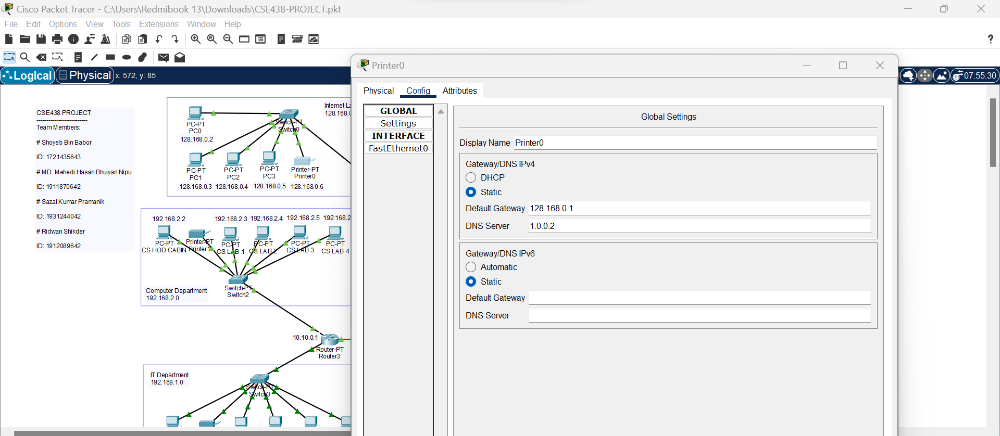 Cisco Packet Tracer - C:\Users\Redmibook 13\Downloads\CSE438-PROJECT.pkt
File Edit Options View Tools Extensions Window Help
?
Logical Physical x: 572, y: 85
07:55:30
CSE438 PROJECT
-------------------------
Team Members:
# Shoyeb Bin Babor
ID: 1721435643
# MD. Mehedi Hasan Bhuiyan Nipu
ID: 1911870642
# Sazal Kumar Pramanik
ID: 1931244042
# Ridwan Shikder
ID: 1912089642
Internet La
128.168.0
PC-PT
PC0
128.168.0.2
Switch-PT
Switch0
PC-PT
PC1
128.168.0.3
PC-PT
PC2
128.168.0.4
PC-PT
PC3
128.168.0.5
Printer-PT
Printer0
128.168.0.6
192.168.2.2
192.168.2.3 192.168.2.4 192.168.2.5 192.168.2
PC-PT
CS HOD CABIN
Printer-PT
Printer1
PC-PT
CS LAB 1
PC-PT
CS LAB 2
PC-PT
CS LAB 3
PC-PT
CS LAB 4
Computer Department
192.168.2.0
Switch-PT
Switch2
10.10.0.1
Router-PT
Router3
IT Department
192.168.1.0
Switch-PT
Switch3
Printer0
Physical Config Attributes
GLOBAL
Settings
INTERFACE
FastEthernet0
Global Settings
Display Name Printer0
Gateway/DNS IPv4
DHCP
Static
Default Gateway 128.168.0.1
DNS Server 1.0.0.2
Gateway/DNS IPv6
Automatic
Static
Default Gateway
DNS Server